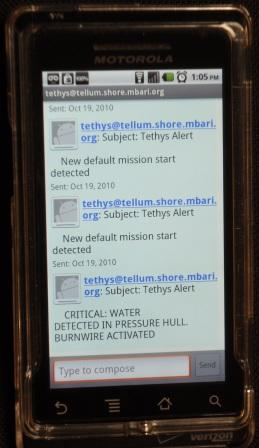 MOTOROLA
1:05 PM
tethys@tellum.shore.mbari.org
Sent: Oct 19, 2010
tethys@tellum.shore.mbari.
org: Subject: Tethys Alert
New default mission start
detected
Sent: Oct 19, 2010
tethys@tellum.shore.mbari.
org: Subject: Tethys Alert
New default mission start
detected
Sent: Oct 19, 2010
tethys@tellum.shore.mbari.
org: Subject: Tethys Alert
CRITICAL: WATER
DETECTED IN PRESSURE HULL.
BURNWIRE ACTIVATED
Type to compose
Send
verizon